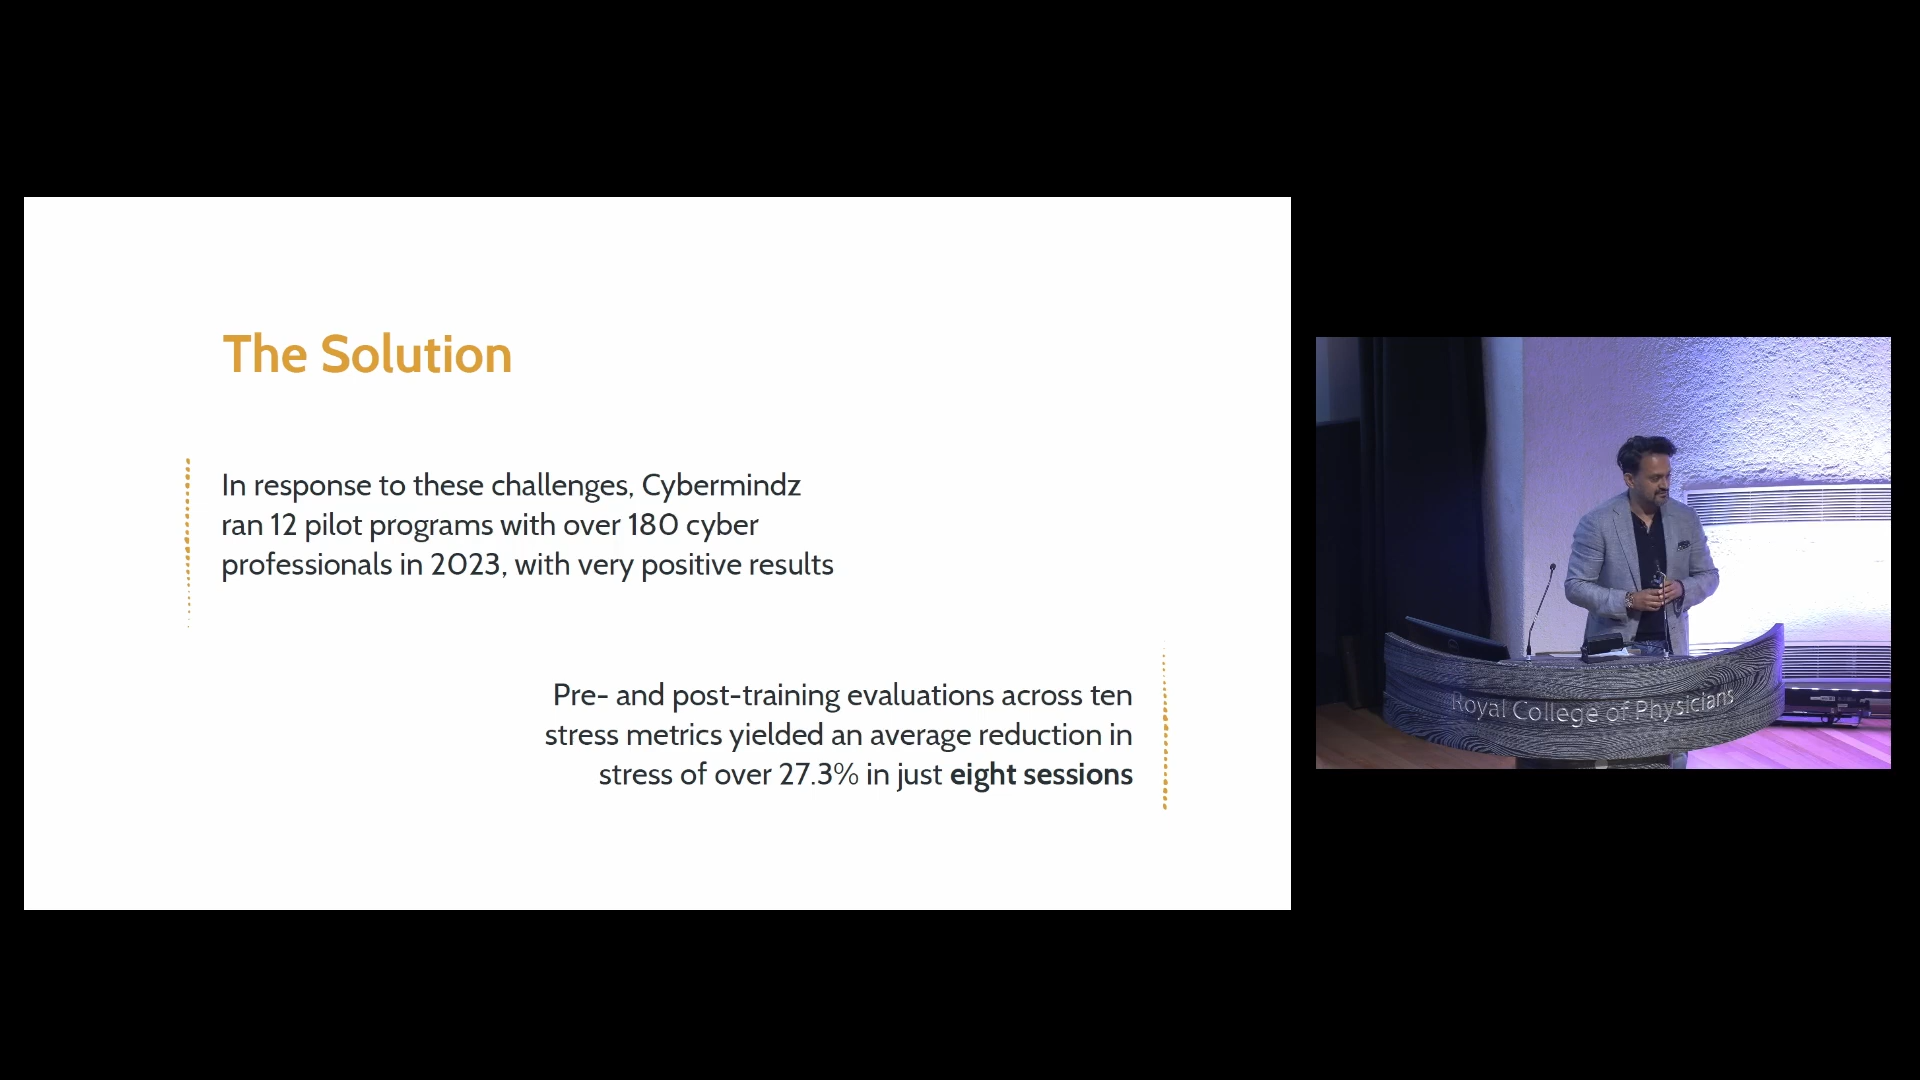 The Solution
In response to these challenges, Cybermindz
ran 12 pilot programs with over 180 cyber
professionals in 2023, with very positive results
Pre- and post-training evaluations across ten
stress metrics yielded an average reduction in
stress of over 27.3% in just eight sessions
Royal College of Physicians